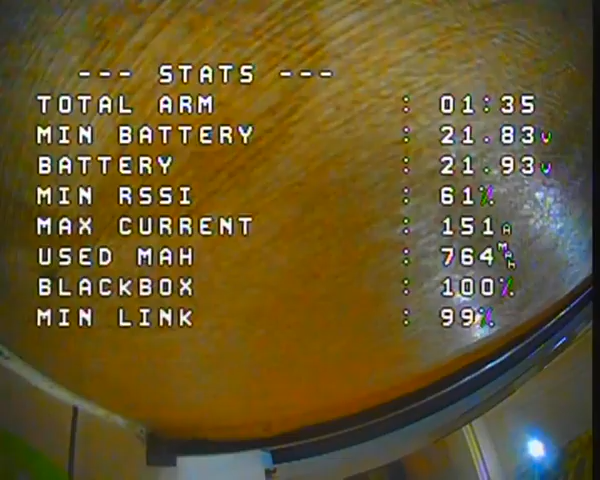 --- STATS ---
TOTAL ARM : 01:35
MIN BATTERY : 21.83V
BATTERY : 21.93V
MIN RSSI : 61%
MAX CURRENT : 151A
USED MAH : 764mAh
BLACKBOX : 100%
MIN LINK : 99%